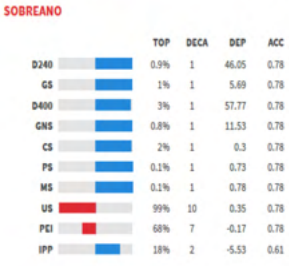 SOBREANO
TOP DECA DEP ACC
D240 0.9% 1 46.05 0.78
GS 1% 1 5.69 0.78
D400 3% 1 57.77 0.78
GNS 0.8% 1 11.53 0.78
CS 2% 1 0.3 0.78
PS 0.1% 1 0.73 0.78
MS 0.1% 1 0.78 0.78
US 99% 10 0.35 0.78
PEI 68% 7 -0.17 0.78
IPP 18% 2 -5.53 0.61